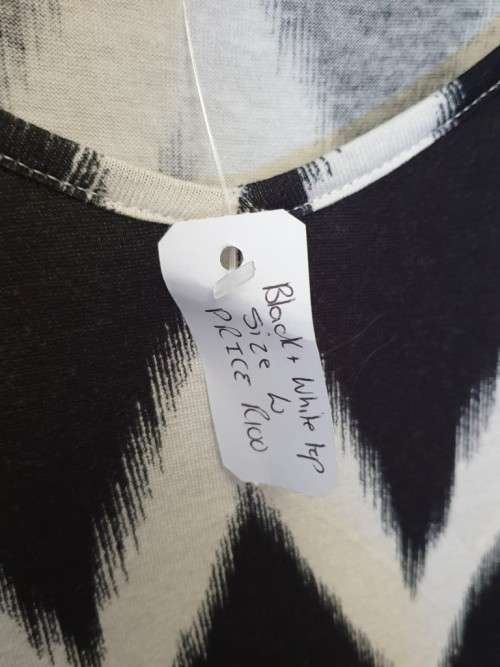 Black + White top
Size L
PRICE R100